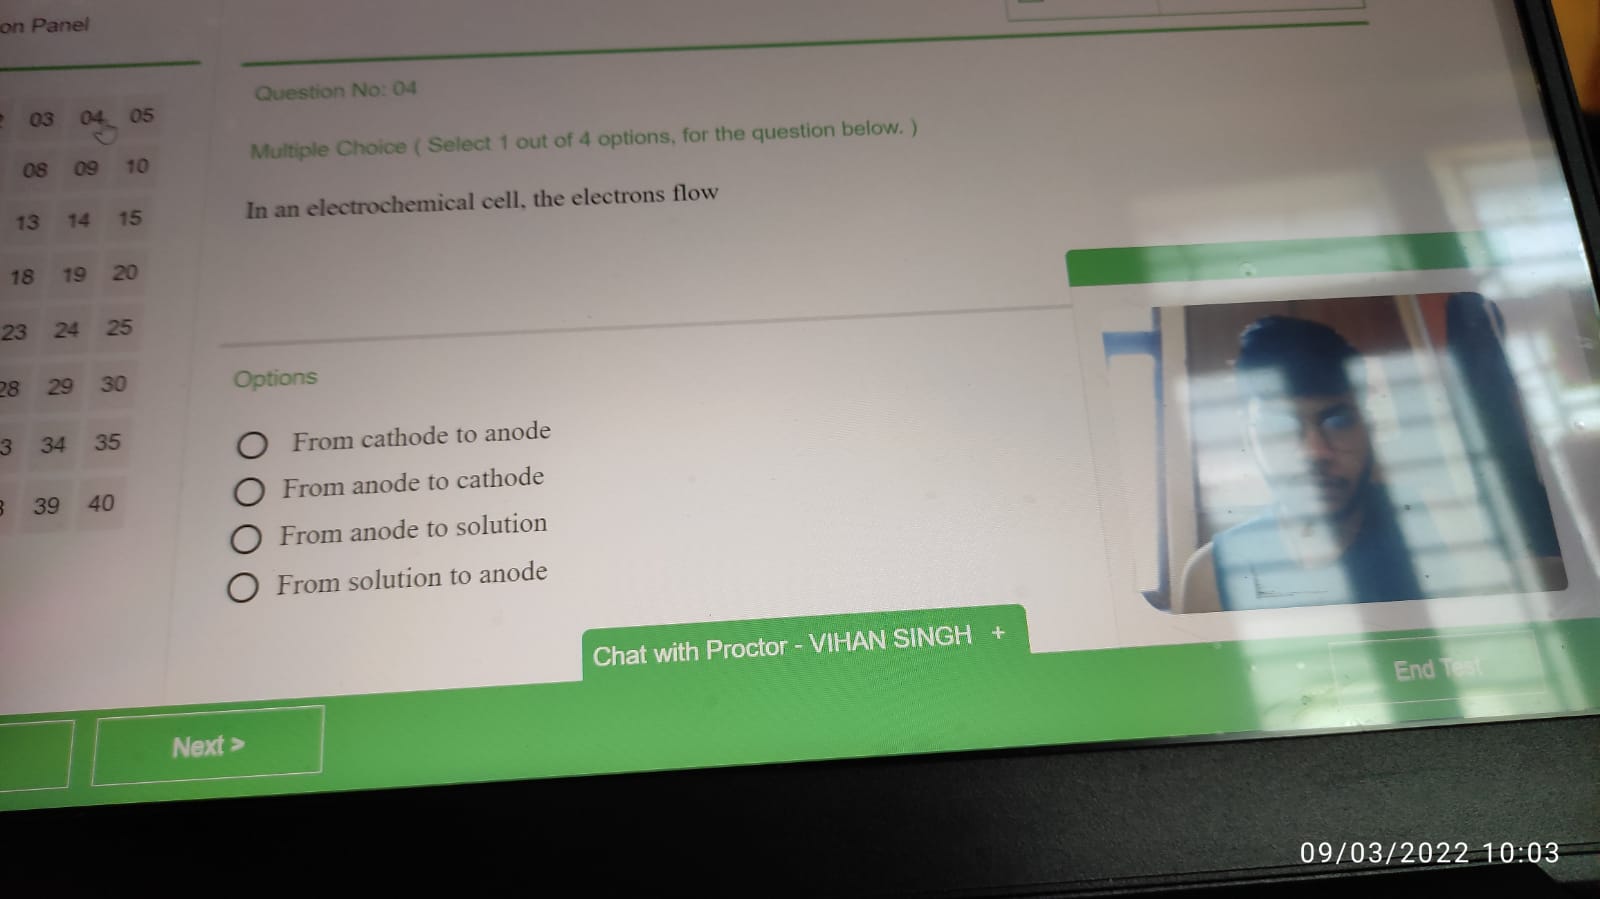 on Panel
03 04 05
08 09 10
13 14 15
18 19 20
23 24 25
28 29 30
34 35
39 40
Question No: 04
Multiple Choice ( Select 1 out of 4 options, for the question below. )
In an electrochemical cell, the electrons flow
Options
From cathode to anode
From anode to cathode
From anode to solution
From solution to anode
Chat with Proctor - VIHAN SINGH +
Next >
End Test
09/03/2022 10:03